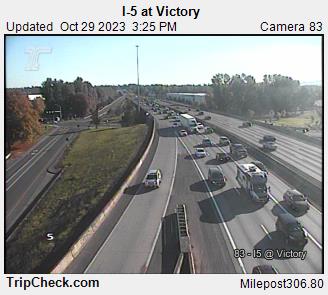 I-5 at Victory
Updated Oct 29 2023 3:25 PM Camera 83
S
83 - I5 @ Victory
TripCheck.com Milepost306.80